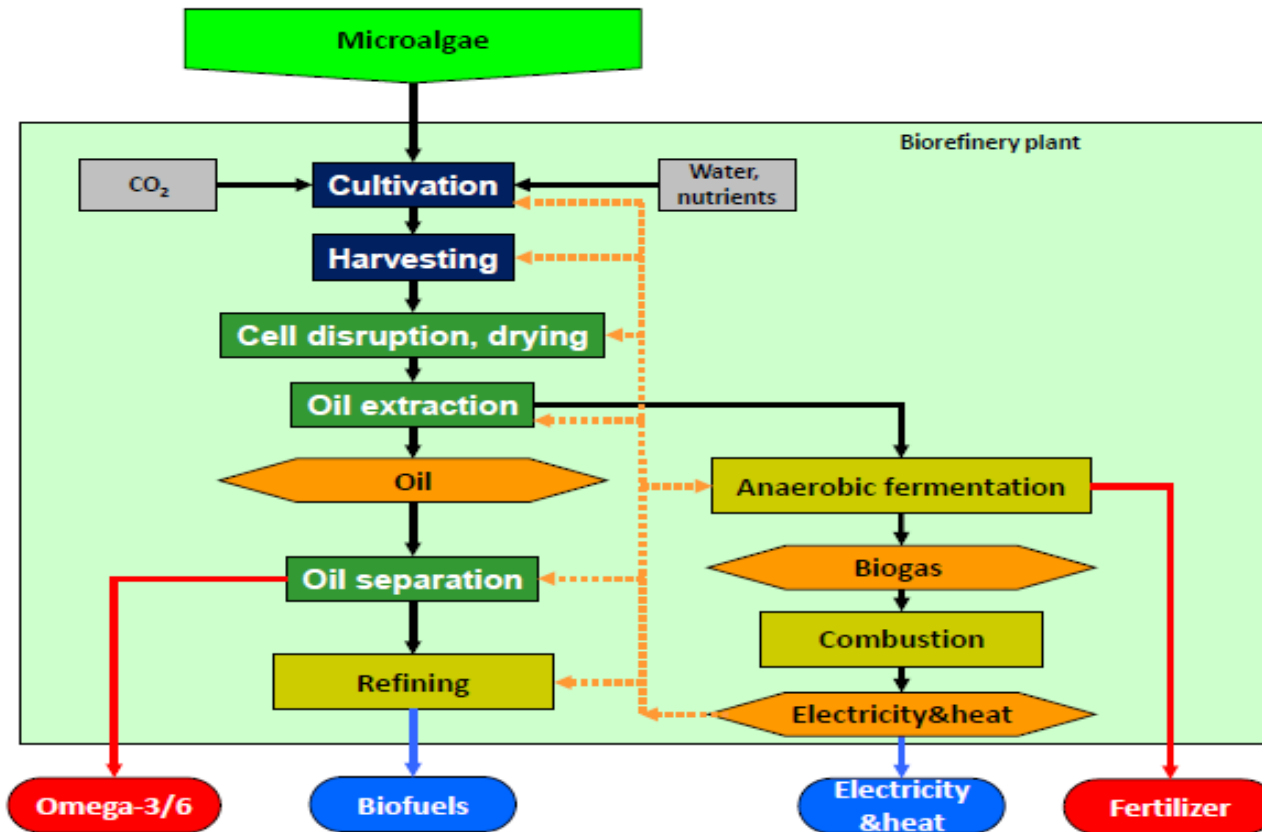 Microalgae
Biorefinery plant
CO₂
Cultivation
Water,
nutrients
Harvesting
Cell disruption, drying
Oil extraction
Oil
Anaerobic fermentation
Biogas
Oil separation
Combustion
Refining
Electricity&heat
Omega-3/6
Biofuels
Electricity
&heat
Fertilizer